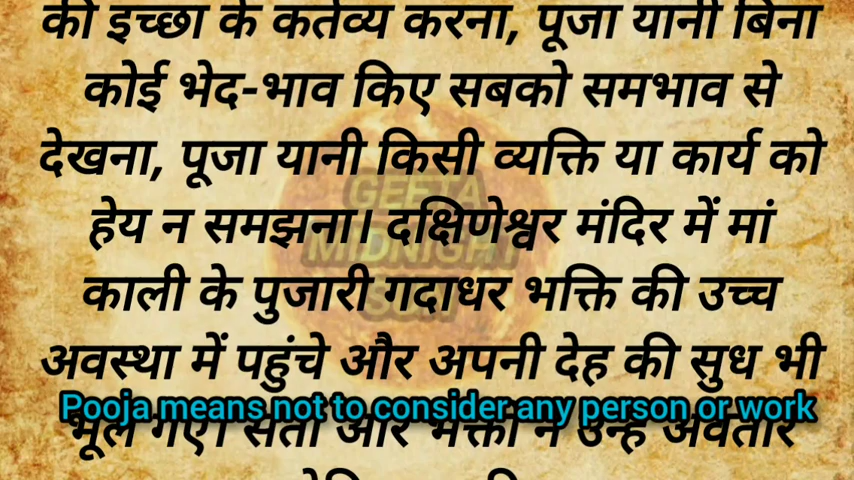 की इच्छा के कर्तव्य करना, पूजा यानी बिना
कोई भेद-भाव किए सबको समभाव से
देखना, पूजा यानी किसी व्यक्ति या कार्य को
हेय न समझना। दक्षिणेश्वर मंदिर में मां
काली के पुजारी गदाधर भक्ति की उच्च
अवस्था में पहुंचे और अपनी देह की सुध भी
Pooja means not to consider any person or work
भूल गए। संतों और भक्तों ने उन्हें अवतार
GEETA
MIDNIGHT
SUN